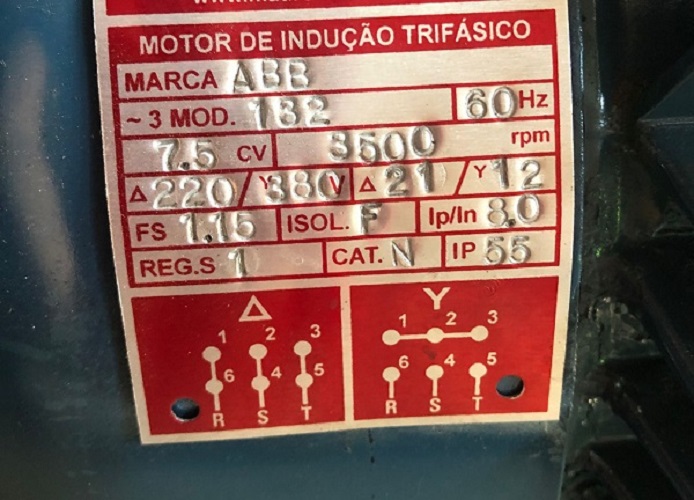 MOTOR DE INDUÇÃO TRIFÁSICO
MARCA ABB
~ 3 MOD. 132 60 Hz
7.5 CV 3500 rpm
Δ 220 / Y 380 V Δ 21 / Y 12
FS 1.15 ISOL. F Ip/In 8.0
REG.S 1 CAT. N IP 55
Δ Y
1 2 3 1 2 3
6 4 5 6 4 5
R S T R S T